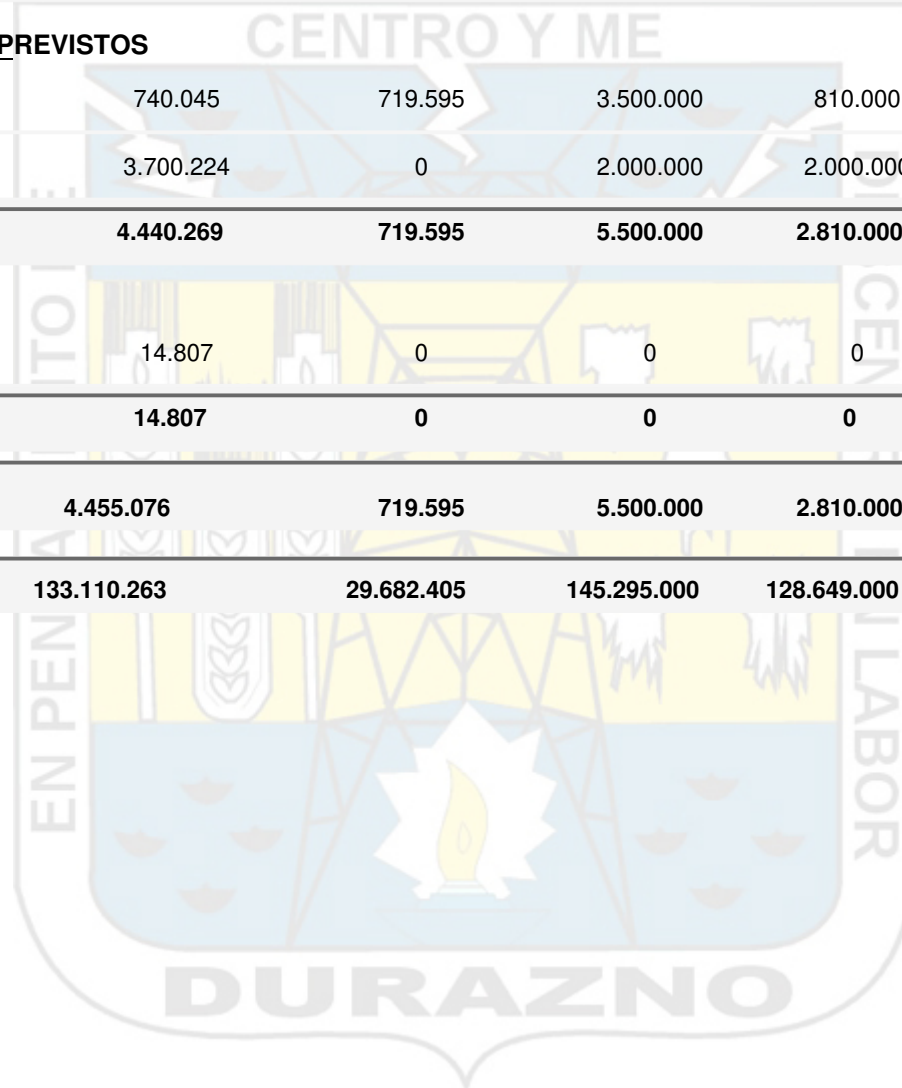 CENTRO Y ME
PREVISTOS
740.045 719.595 3.500.000 810.000
3.700.224 0 2.000.000 2.000.000
4.440.269 719.595 5.500.000 2.810.000
14.807 0 0 0
14.807 0 0 0
4.455.076 719.595 5.500.000 2.810.000
133.110.263 29.682.405 145.295.000 128.649.000
EN PEN
LABOR
DURAZNO